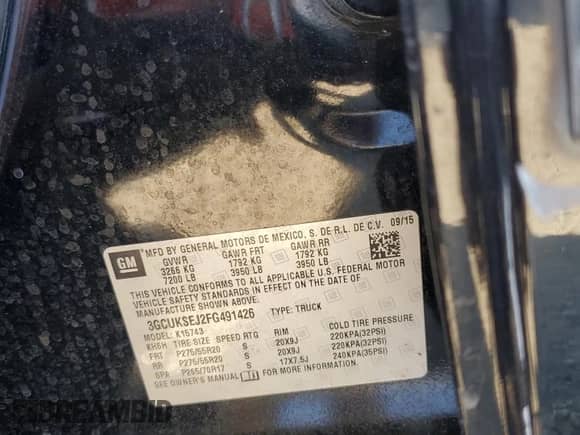 GM
MFD BY GENERAL MOTORS DE MEXICO, S. DE R.L. DE C.V. 09/15
GVWR GAWR FRT GAWR RR
3266 KG 1792 KG 1792 KG
7200 LB 3950 LB 3950 LB
THIS VEHICLE CONFORMS TO ALL APPLICABLE U.S. FEDERAL MOTOR
VEHICLE SAFETY STANDARDS IN EFFECT ON THE DATE OF
MANUFACTURE SHOWN ABOVE.
3GCUKSEJ2FG491426 TYPE: TRUCK
MODEL: K15743
TIRE SIZE SPEED RTG RIM COLD TIRE PRESSURE
FRT P275/55R20 S 20X9J 220KPA(32PSI)
RR P275/55R20 S 20X9J 220KPA(32PSI)
SPA P255/70R17 S 17X7.5J 240KPA(35PSI)
SEE OWNER'S MANUAL FOR MORE INFORMATION.